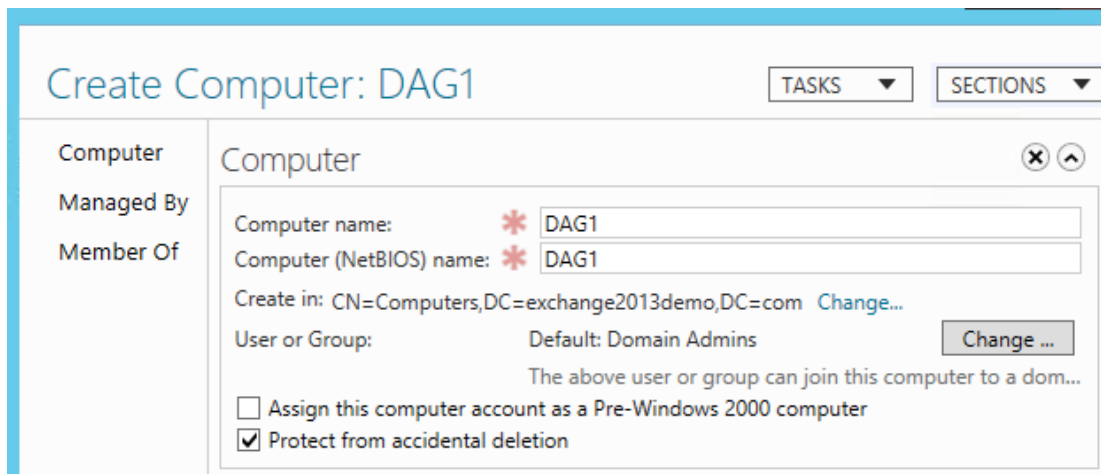 Create Computer: DAG1
TASKS
SECTIONS
Computer
Managed By
Member Of
Computer
Computer name: * DAG1
Computer (NetBIOS) name: * DAG1
Create in: CN=Computers,DC=exchange2013demo,DC=com Change...
User or Group: Default: Domain Admins Change ...
The above user or group can join this computer to a dom...
Assign this computer account as a Pre-Windows 2000 computer
Protect from accidental deletion